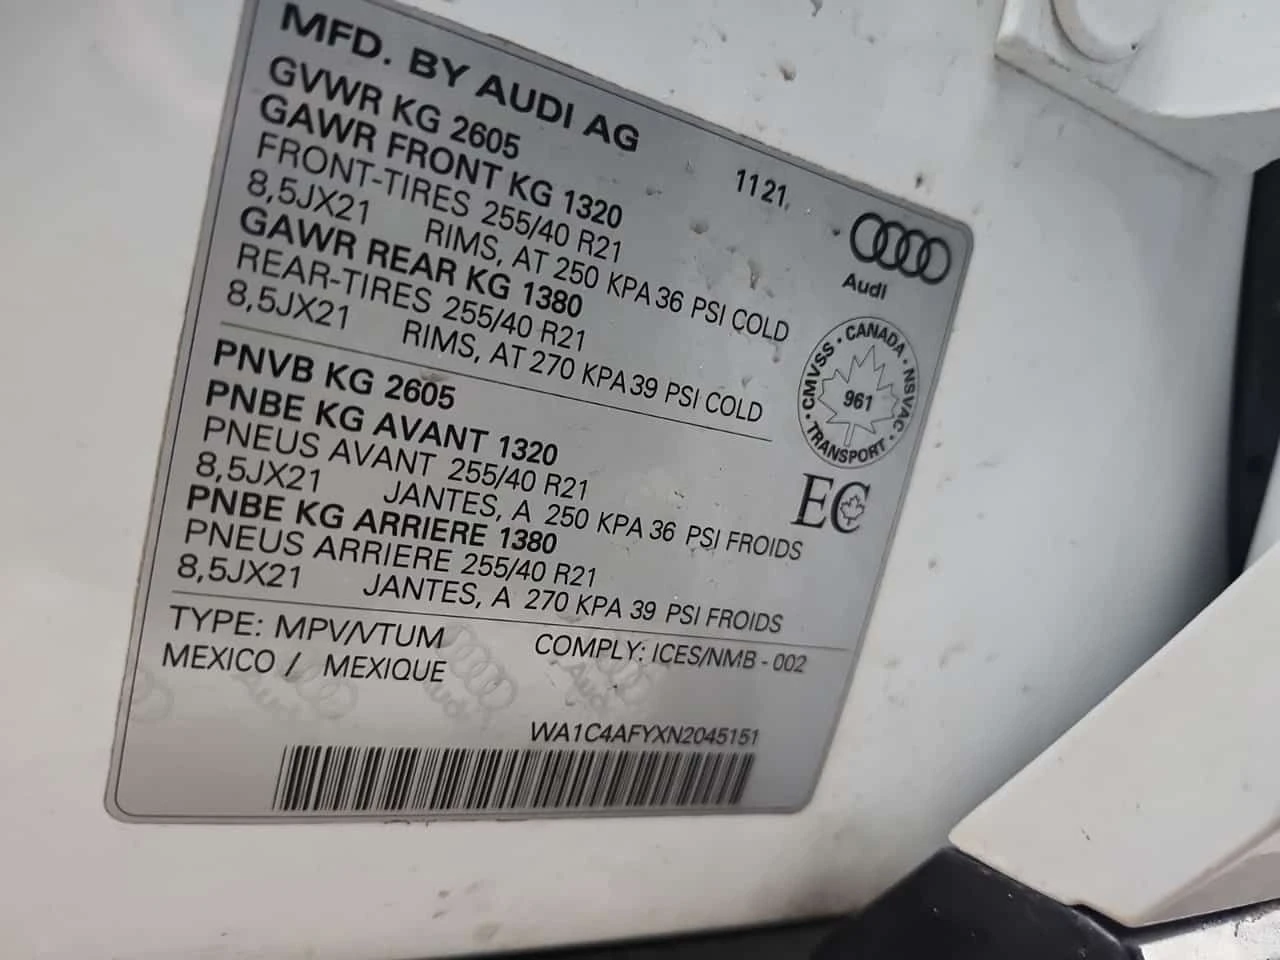 MFD. BY AUDI AG
11 21
GVWR KG 2605
GAWR FRONT KG 1320
FRONT-TIRES 255/40 R21
8,5JX21 RIMS, AT 250 KPA 36 PSI COLD
GAWR REAR KG 1380
REAR-TIRES 255/40 R21
8,5JX21 RIMS, AT 270 KPA 39 PSI COLD
Audi
CMVSS · CANADA · NSVAC · TRANSPORT ·
961
PNVB KG 2605
PNBE KG AVANT 1320
PNEUS AVANT 255/40 R21
8,5JX21 JANTES, A 250 KPA 36 PSI FROIDS
PNBE KG ARRIERE 1380
PNEUS ARRIERE 255/40 R21
8,5JX21 JANTES, A 270 KPA 39 PSI FROIDS
EC
TYPE: MPV/VTUM COMPLY: ICES/NMB - 002
MEXICO / MEXIQUE
Audi Audi Audi
WA1C4AFYXN2045151